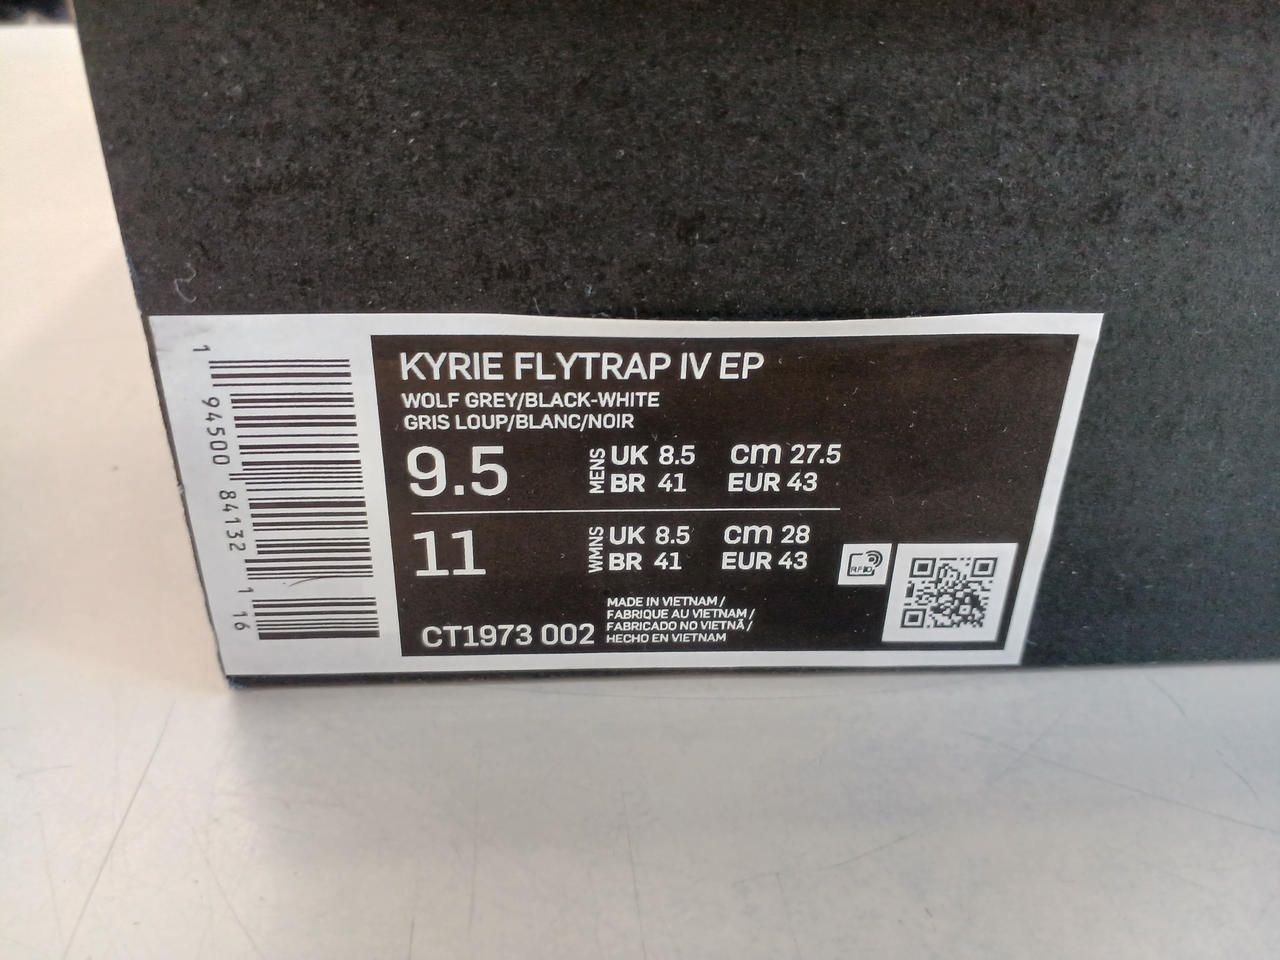 KYRIE FLYTRAP IV EP
WOLF GREY/BLACK-WHITE
GRIS LOUP/BLANC/NOIR
9.5 MENS UK 8.5 cm 27.5
BR 41 EUR 43
11 WMNS UK 8.5 cm 28
BR 41 EUR 43
CT1973 002
MADE IN VIETNAM /
FABRIQUE AU VIETNAM /
FABRICADO NO VIETNÃ /
HECHO EN VIETNAM
RFID
1 94500 84132 1 16